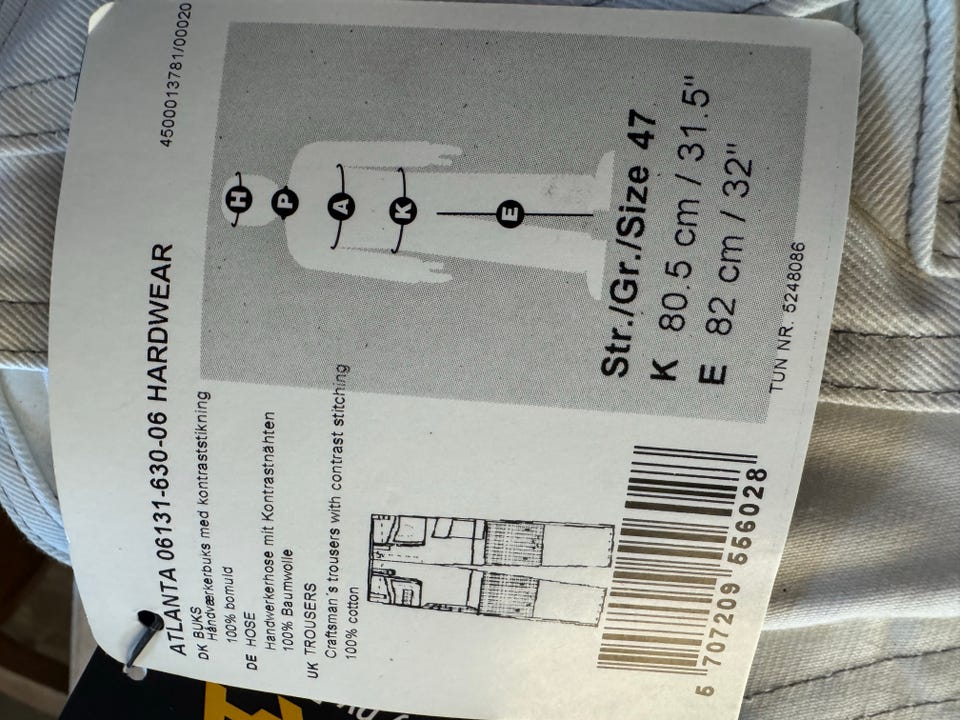 4500013781/00020
ATLANTA 06131-630-06 HARDWEAR
DK BUKS
Håndværkerbuks med kontraststikning
100% bomuld
DE HOSE
Handwerkerhose mit Kontrastnähten
100% Baumwolle
UK TROUSERS
Craftsman´s trousers with contrast stitching
100% cotton
H
P
A
K
E
Str./Gr./Size 47
K 80.5 cm / 31.5"
E 82 cm / 32"
TUN NR. 5248086
5 707209 556028